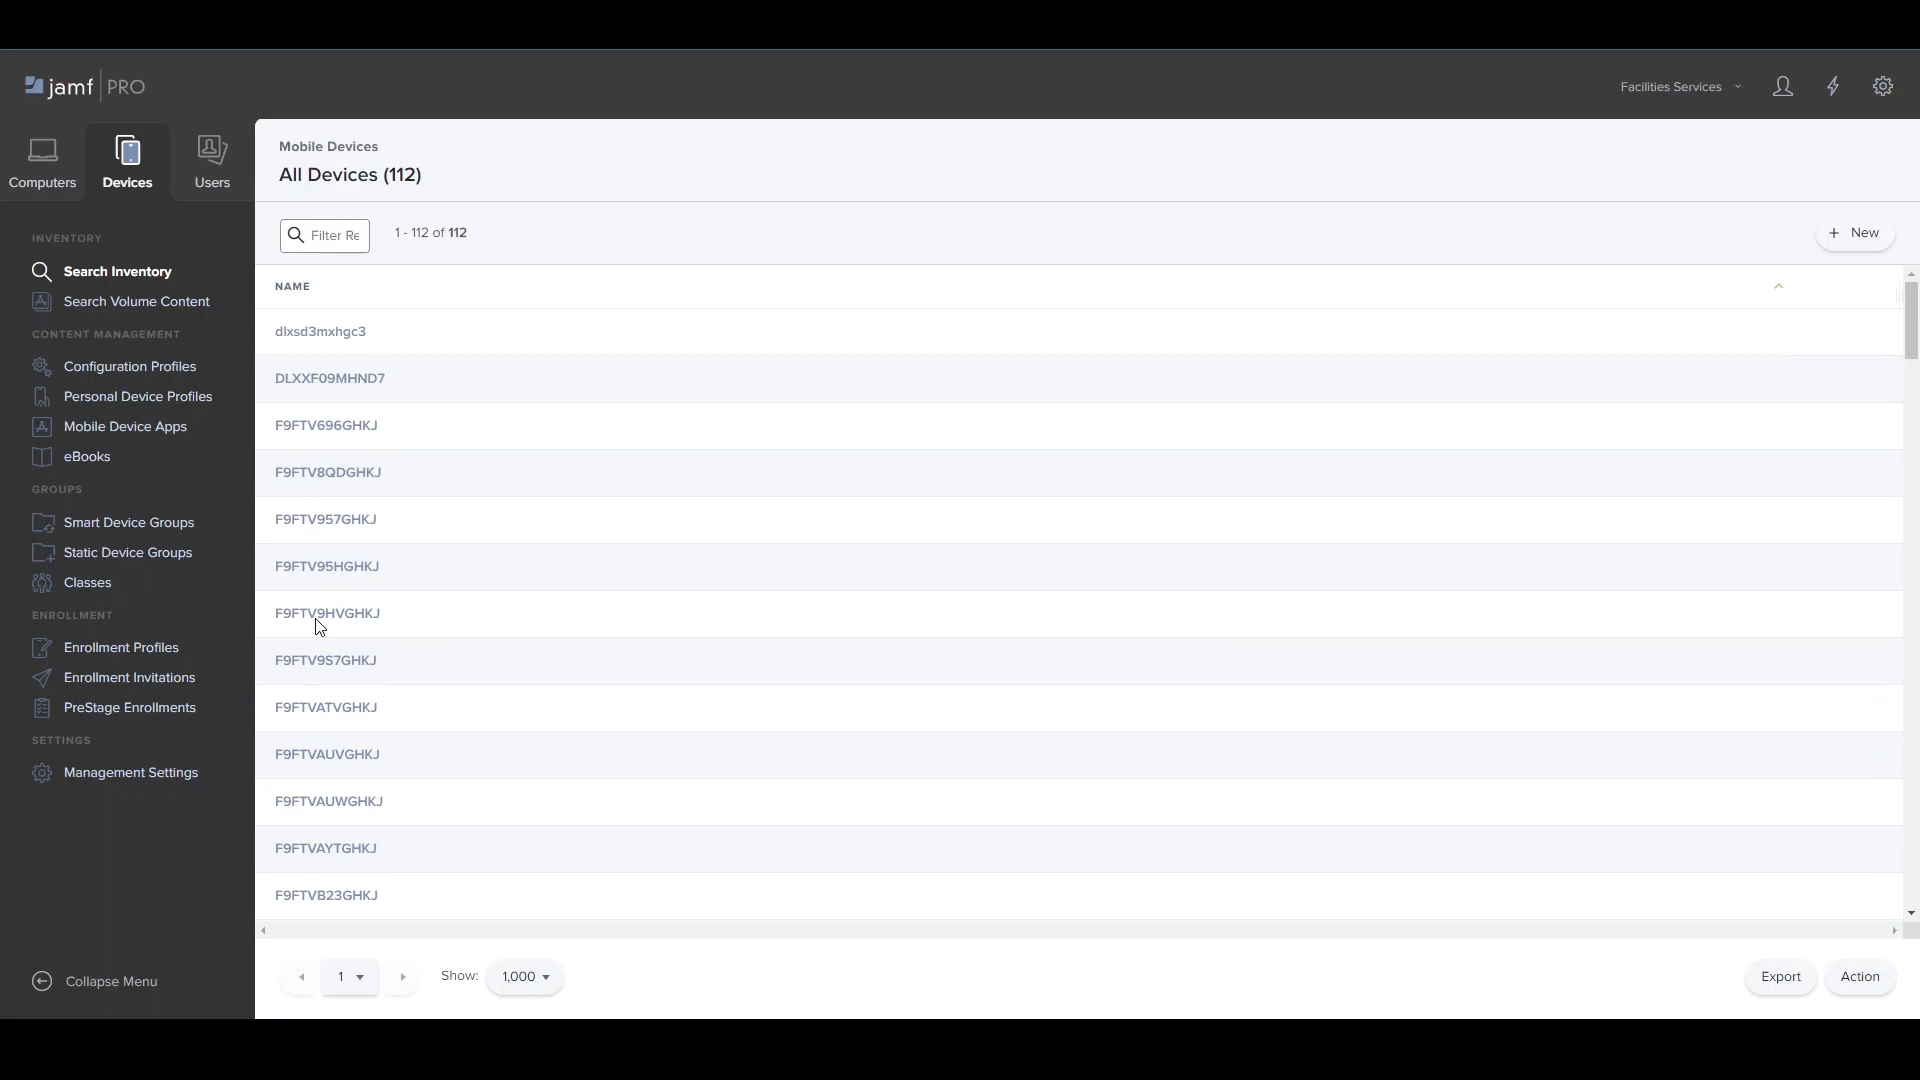 jamf PRO
Facilities Services
Computers
Devices
Users
INVENTORY
Search Inventory
Search Volume Content
CONTENT MANAGEMENT
Configuration Profiles
Personal Device Profiles
Mobile Device Apps
eBooks
GROUPS
Smart Device Groups
Static Device Groups
Classes
ENROLLMENT
Enrollment Profiles
Enrollment Invitations
PreStage Enrollments
SETTINGS
Management Settings
Collapse Menu
Mobile Devices
All Devices (112)
Filter Re
1 - 112 of 112
+ New
NAME
dlxsd3mxhgc3
DLXXF09MHND7
F9FTV696GHKJ
F9FTV8QDGHKJ
F9FTV957GHKJ
F9FTV95HGHKJ
F9FTV9HVGHKJ
F9FTV9S7GHKJ
F9FTVATVGHKJ
F9FTVAUVGHKJ
F9FTVAUWGHKJ
F9FTVAYTGHKJ
F9FTVB23GHKJ
1
Show: 1,000
Export
Action